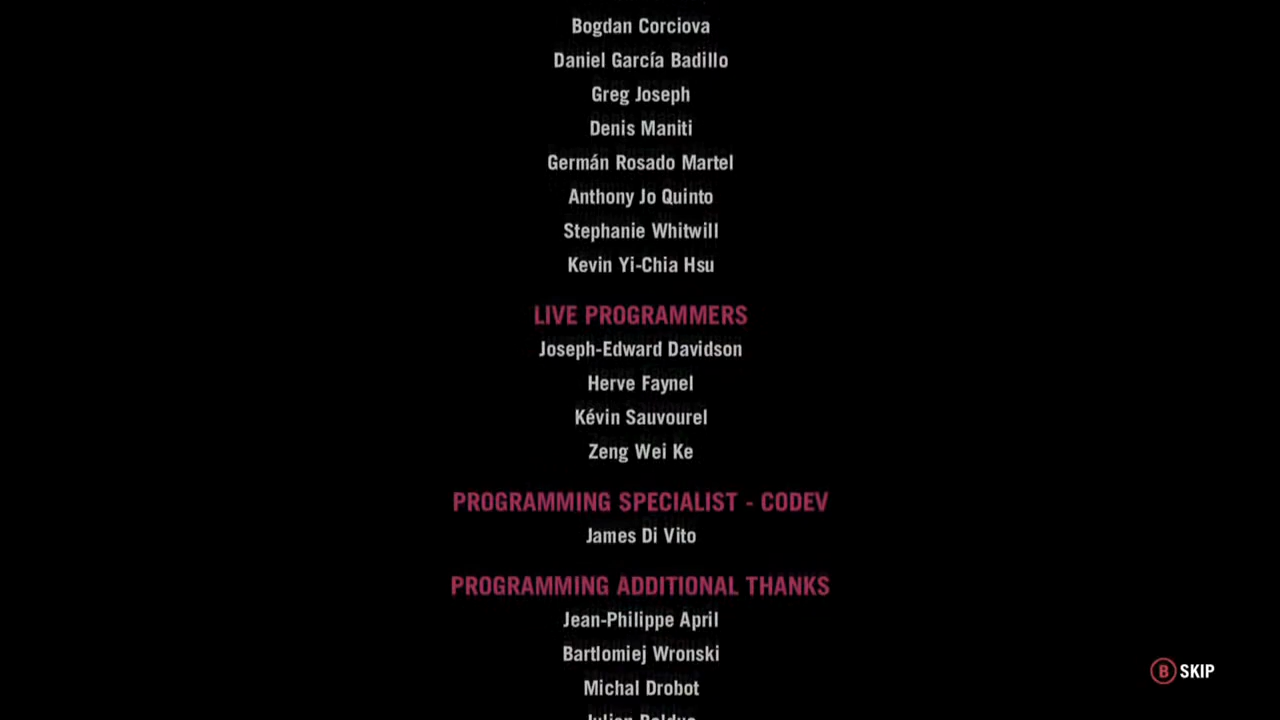 Bogdan Corciova
Daniel García Badillo
Greg Joseph
Denis Maniti
Germán Rosado Martel
Anthony Jo Quinto
Stephanie Whitwill
Kevin Yi-Chia Hsu
LIVE PROGRAMMERS
Joseph-Edward Davidson
Herve Faynel
Kévin Sauvourel
Zeng Wei Ke
PROGRAMMING SPECIALIST - CODEV
James Di Vito
PROGRAMMING ADDITIONAL THANKS
Jean-Philippe April
Bartlomiej Wronski
Michal Drobot
B SKIP